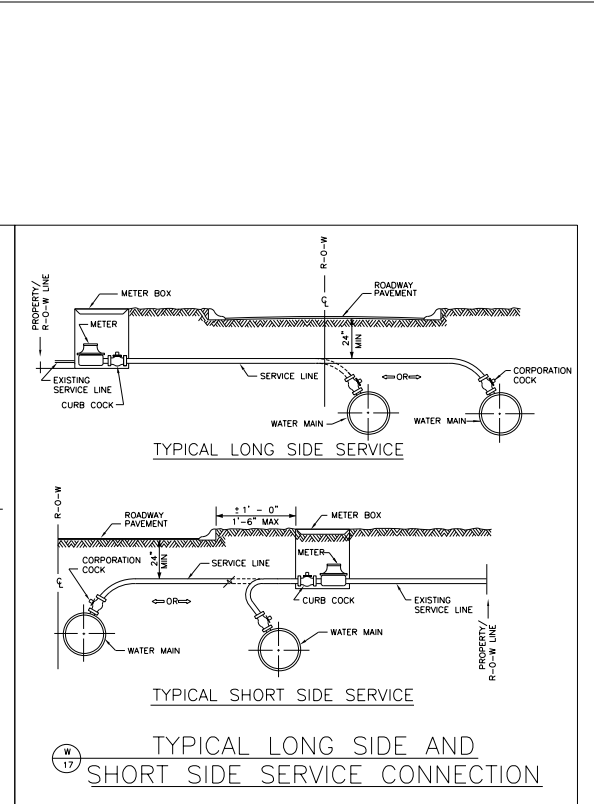 R-O-W
℄
PROPERTY/
R-O-W LINE
METER BOX
ROADWAY
PAVEMENT
METER
24"
MIN
EXISTING
SERVICE LINE
SERVICE LINE
⇐OR⇒
CORPORATION
COCK
CURB COCK
WATER MAIN
WATER MAIN
TYPICAL LONG SIDE SERVICE
R-O-W
℄
ROADWAY
PAVEMENT
±1' - 0"
1'-6" MAX
METER BOX
CORPORATION
COCK
24"
MIN
SERVICE LINE
METER
⇐OR⇒
CURB COCK
EXISTING
SERVICE LINE
WATER MAIN
WATER MAIN
PROPERTY/
R-O-W LINE
TYPICAL SHORT SIDE SERVICE
W
17
TYPICAL LONG SIDE AND
SHORT SIDE SERVICE CONNECTION